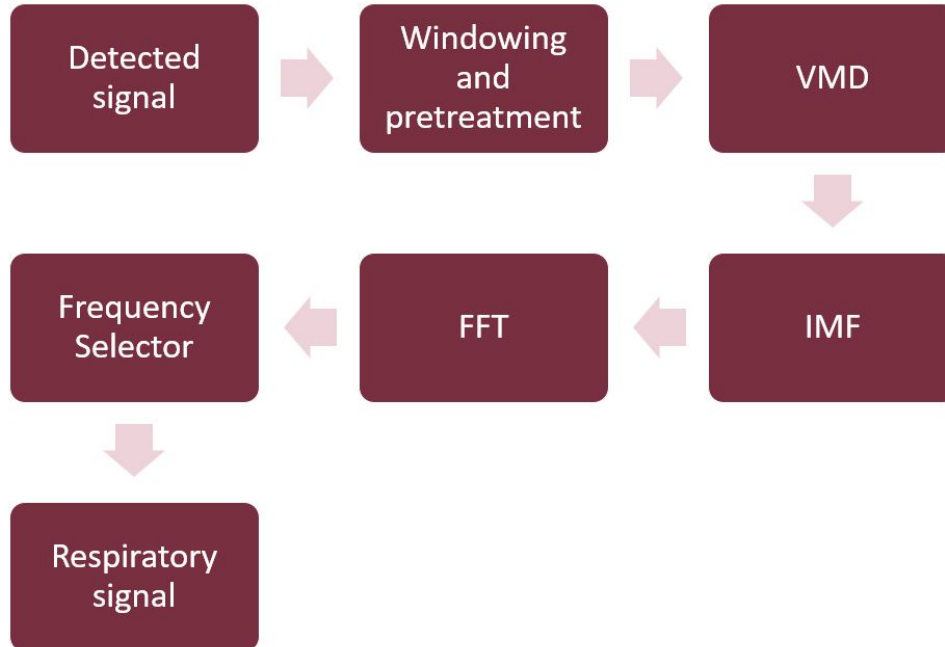 Detected
signal
Windowing
and
pretreatment
VMD
IMF
FFT
Frequency
Selector
Respiratory
signal